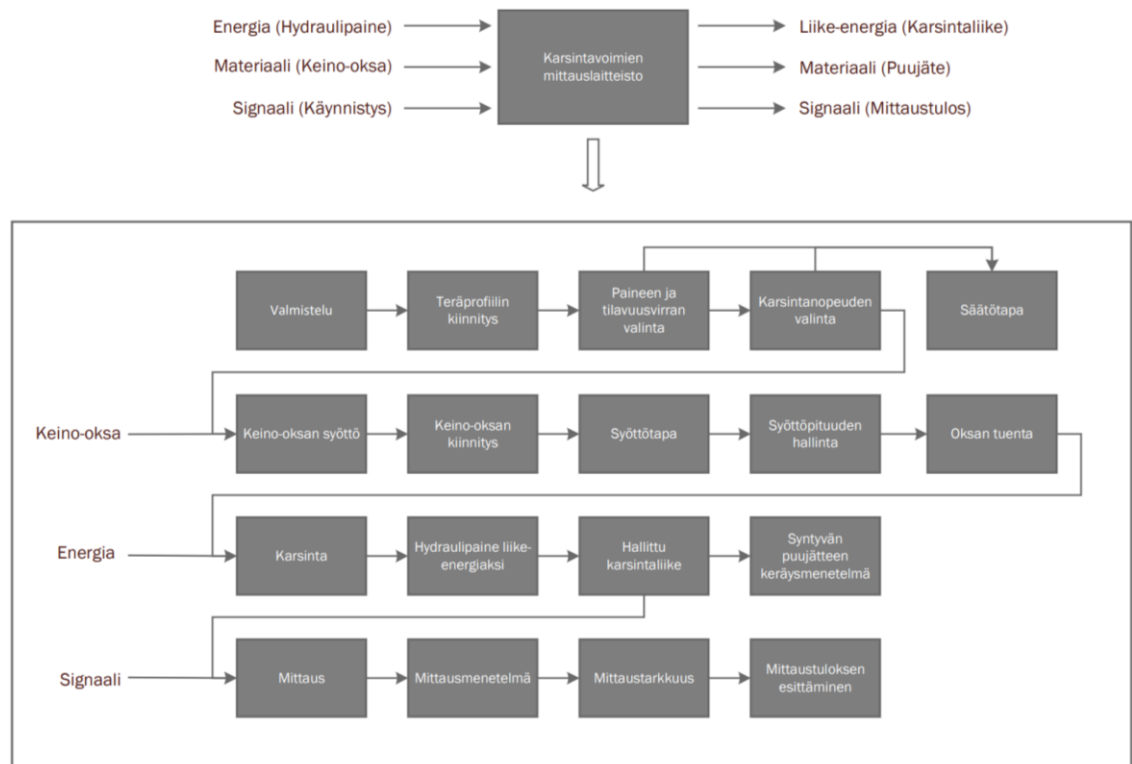 Energia (Hydraulipaine)
Materiaali (Keino-oksa)
Signaali (Käynnistys)
Karsintavoimien
mittauslaitteisto
Liike-energia (Karsintaliike)
Materiaali (Puujäte)
Signaali (Mittaustulos)
Valmistelu
Teräprofiilin
kiinnitys
Paineen ja
tilavuusvirran
valinta
Karsintanopeuden
valinta
Säätötapa
Keino-oksa
Keino-oksan syöttö
Keino-oksan
kiinnitys
Syöttötapa
Syöttöpituuden
hallinta
Oksan tuenta
Energia
Karsinta
Hydraulipaine liike-
energiaksi
Hallittu
karsintaliike
Syntyvän
puujätteen
keräysmenetelmä
Signaali
Mittaus
Mittausmenetelmä
Mittaustarkkuus
Mittaustuloksen
esittäminen